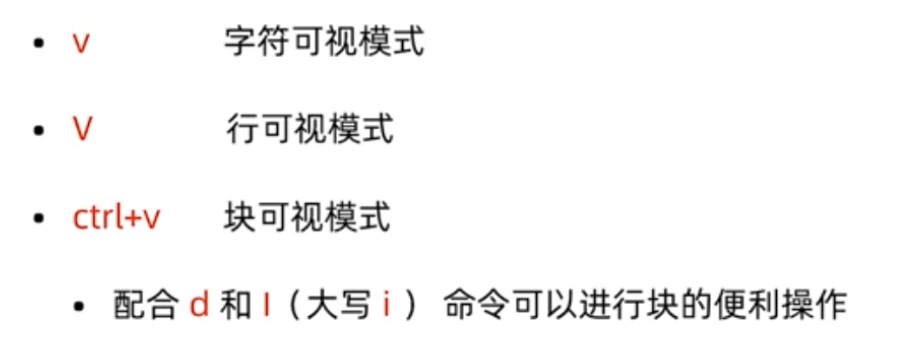 • v 字符可视模式
• V 行可视模式
• ctrl+v 块可视模式
• 配合 d 和 I（大写 i ） 命令可以进行块的便利操作